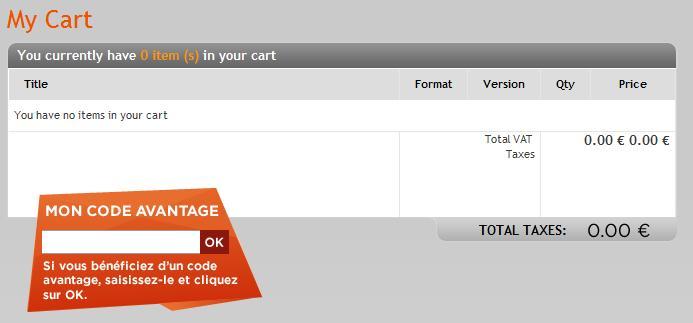 My Cart
You currently have 0 item (s) in your cart
Title Format Version Qty Price
You have no items in your cart
Total VAT 0.00 € 0.00 €
Taxes
TOTAL TAXES: 0.00 €
MON CODE AVANTAGE
OK
Si vous bénéficiez d'un code
avantage, saisissez-le et cliquez
sur OK.